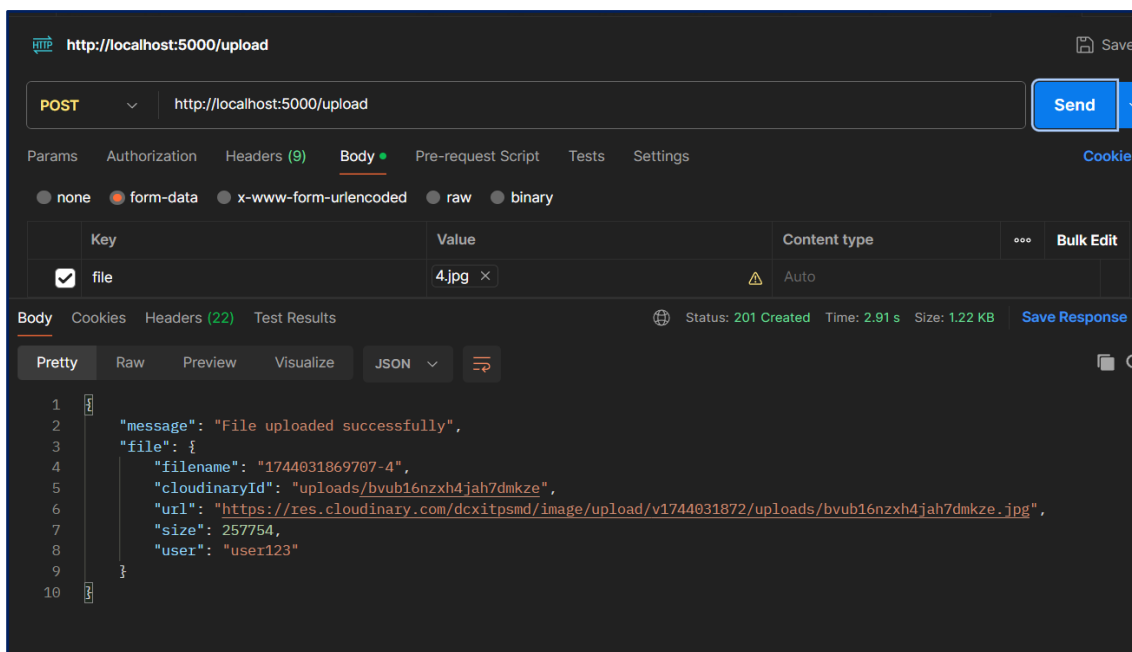 HTTP http://localhost:5000/upload Save
POST http://localhost:5000/upload Send
Params Authorization Headers (9) Body Pre-request Script Tests Settings Cookie
none form-data x-www-form-urlencoded raw binary
Key Value Content type ooo Bulk Edit
file 4.jpg × Auto
Body Cookies Headers (22) Test Results Status: 201 Created Time: 2.91 s Size: 1.22 KB Save Response
Pretty Raw Preview Visualize JSON
1 {
2 "message": "File uploaded successfully",
3 "file": {
4 "filename": "1744031869707-4",
5 "cloudinaryId": "uploads/bvub16nzxh4jah7dmkze",
6 "url": "https://res.cloudinary.com/dcxitpsmd/image/upload/v1744031872/uploads/bvub16nzxh4jah7dmkze.jpg",
7 "size": 257754,
8 "user": "user123"
9 }
10 }